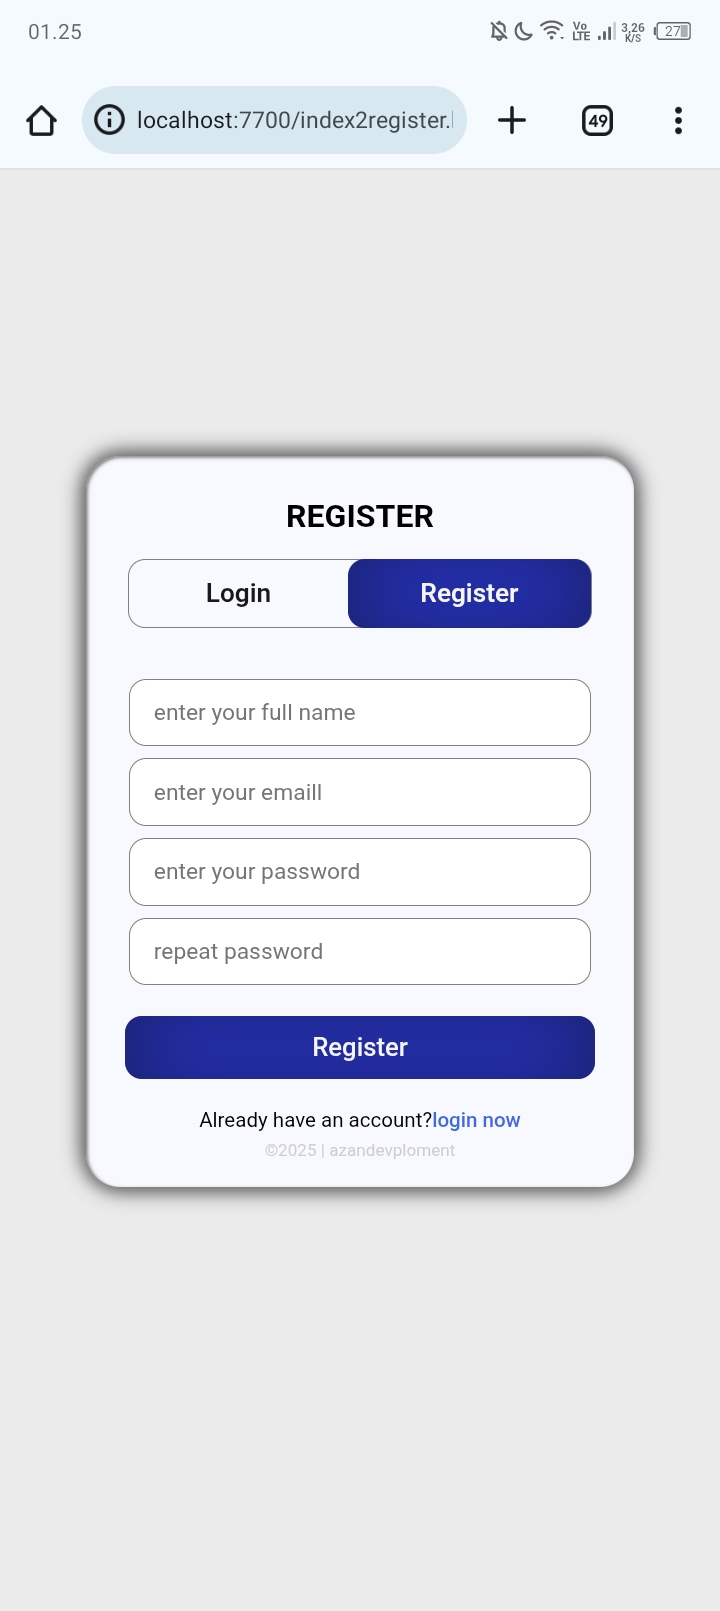 01.25
Vo
LTE
3,26
K/S
27
localhost:7700/index2register.
49
REGISTER
Login
Register
enter your full name
enter your emaill
enter your password
repeat password
Register
Already have an account?login now
©2025 | azandevploment